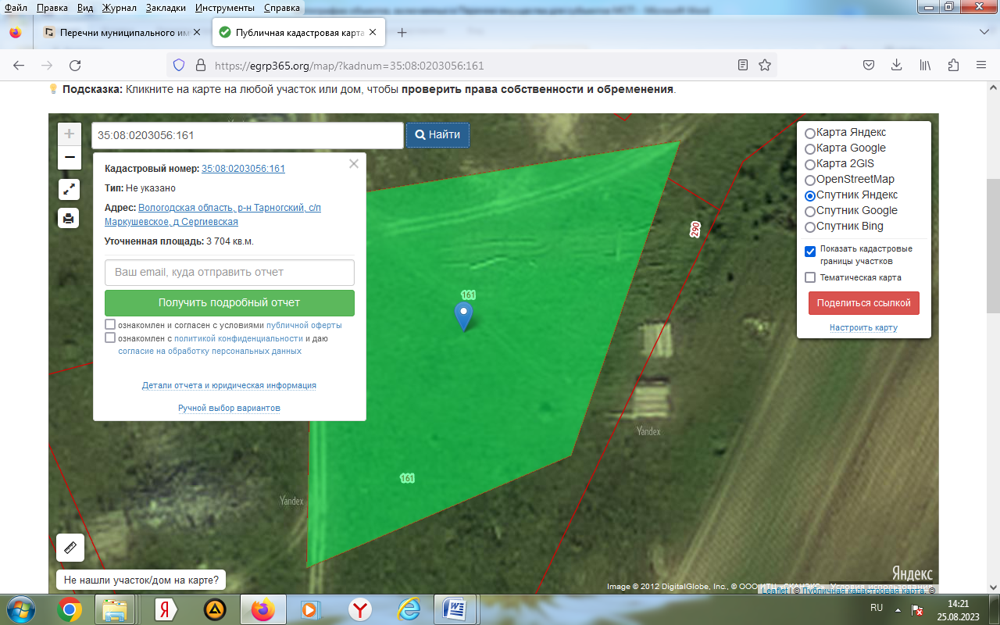 Файл Правка Вид Журнал Закладки Инструменты Справка
Перечни муниципального им
Публичная кадастровая карта
https://egrp365.org/map/?kadnum=35:08:0203056:161
Подсказка: Кликните на карте на любой участок или дом, чтобы проверить права собственности и обременения.
+
−
35:08:0203056:161
Найти
Кадастровый номер: 35:08:0203056:161
Тип: Не указано
Адрес: Вологодская область, р-н Тарногский, с/п
Маркушевское, д Сергиевская
Уточненная площадь: 3 704 кв.м.
Ваш email, куда отправить отчет
Получить подробный отчет
ознакомлен и согласен с условиями публичной оферты
ознакомлен с политикой конфиденциальности и даю
согласие на обработку персональных данных
Детали отчета и юридическая информация
Ручной выбор вариантов
Карта Яндекс
Карта Google
Карта 2GIS
OpenStreetMap
Спутник Яндекс
Спутник Google
Спутник Bing
Показать кадастровые
границы участков
Тематическая карта
Поделиться ссылкой
Настроить карту
290
161
Yandex
161
Yandex
Яндекс
Не нашли участок/дом на карте?
Image © 2012 DigitalGlobe, Inc., © ООО ИТЦ «СКАНЭКС» Условия использования
Leaflet | © Публичная кадастровая карта, ©
RU
14:21
25.08.2023